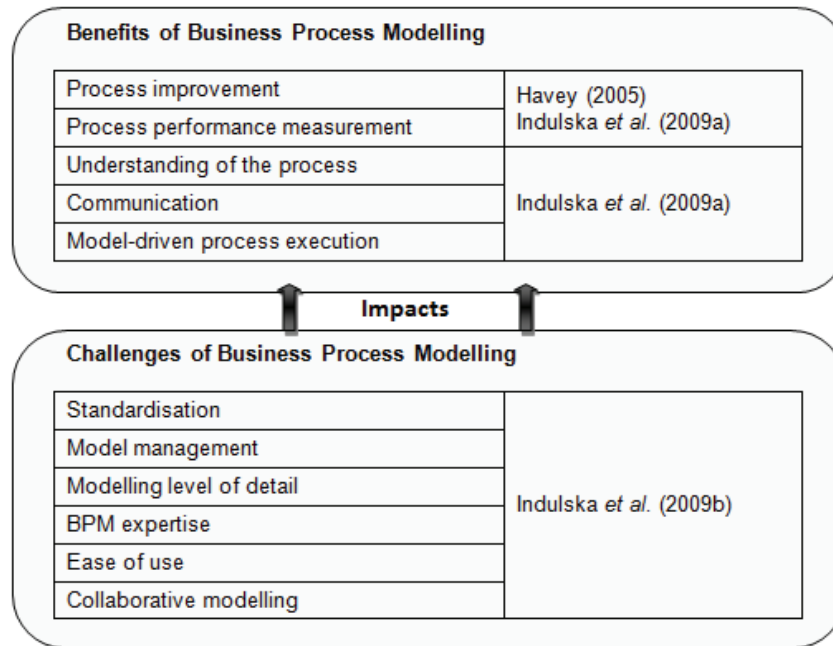 Benefits of Business Process Modelling
Process improvement
Process performance measurement
Havey (2005)
Indulska et al. (2009a)
Understanding of the process
Communication
Model-driven process execution
Indulska et al. (2009a)
Impacts
Challenges of Business Process Modelling
Standardisation
Model management
Modelling level of detail
BPM expertise
Ease of use
Collaborative modelling
Indulska et al. (2009b)